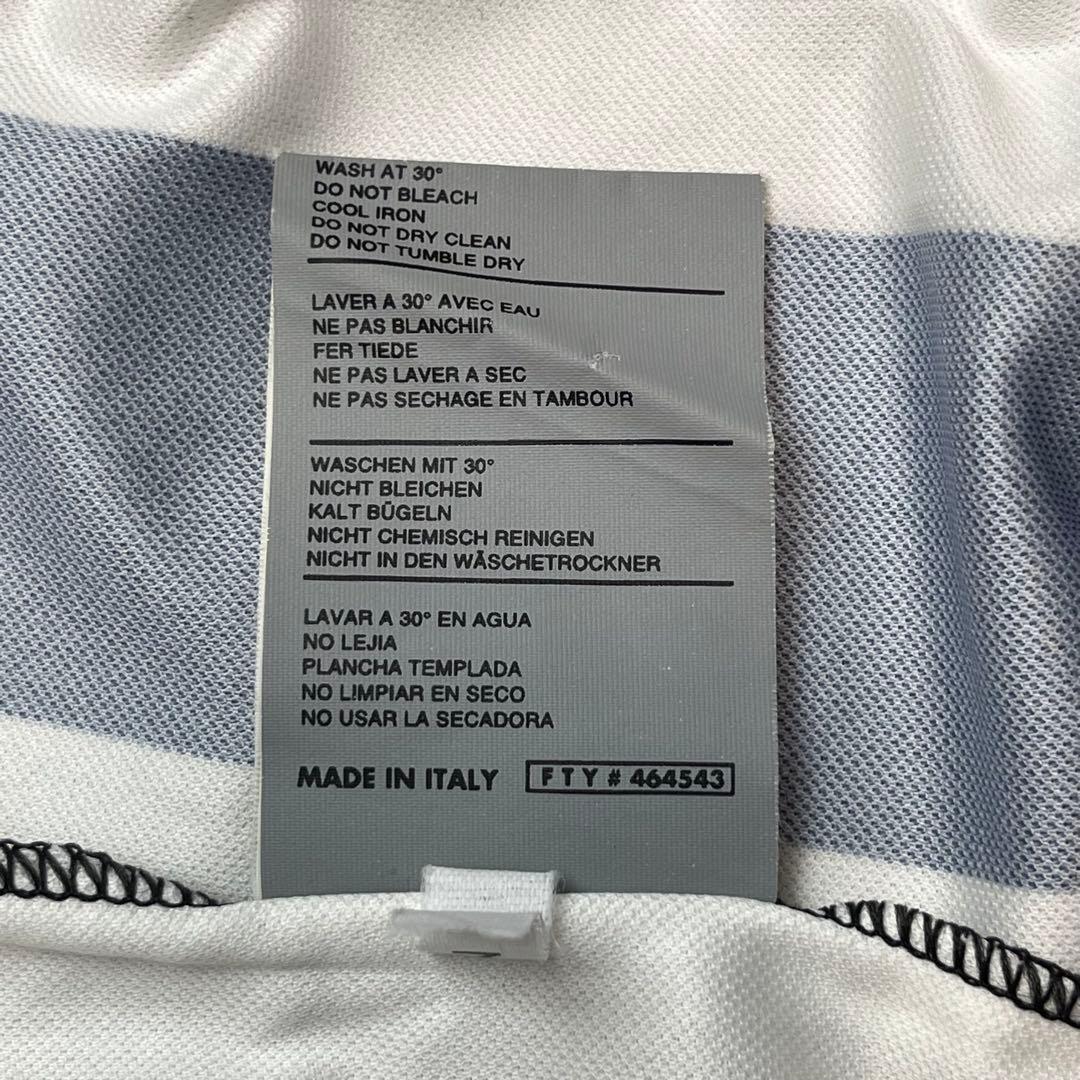 WASH AT 30°
DO NOT BLEACH
COOL IRON
DO NOT DRY CLEAN
DO NOT TUMBLE DRY
LAVER A 30° AVEC EAU
NE PAS BLANCHIR
FER TIEDE
NE PAS LAVER A SEC
NE PAS SECHAGE EN TAMBOUR
WASCHEN MIT 30°
NICHT BLEICHEN
KALT BÜGELN
NICHT CHEMISCH REINIGEN
NICHT IN DEN WÄSCHETROCKNER
LAVAR A 30° EN AGUA
NO LEJIA
PLANCHA TEMPLADA
NO LIMPIAR EN SECO
NO USAR LA SECADORA
MADE IN ITALY FTY # 464543